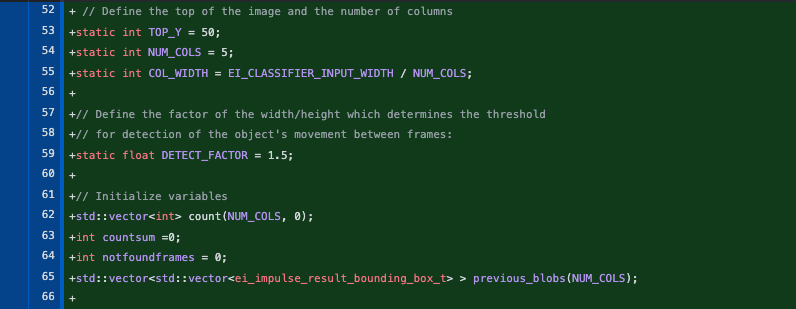 52 + // Define the top of the image and the number of columns
53 +static int TOP_Y = 50;
54 +static int NUM_COLS = 5;
55 +static int COL_WIDTH = EI_CLASSIFIER_INPUT_WIDTH / NUM_COLS;
56 +
57 +// Define the factor of the width/height which determines the threshold
58 +// for detection of the object's movement between frames:
59 +static float DETECT_FACTOR = 1.5;
60 +
61 +// Initialize variables
62 +std::vector<int> count(NUM_COLS, 0);
63 +int countsum =0;
64 +int notfoundframes = 0;
65 +std::vector<std::vector<ei_impulse_result_bounding_box_t> > previous_blobs(NUM_COLS);
66 +